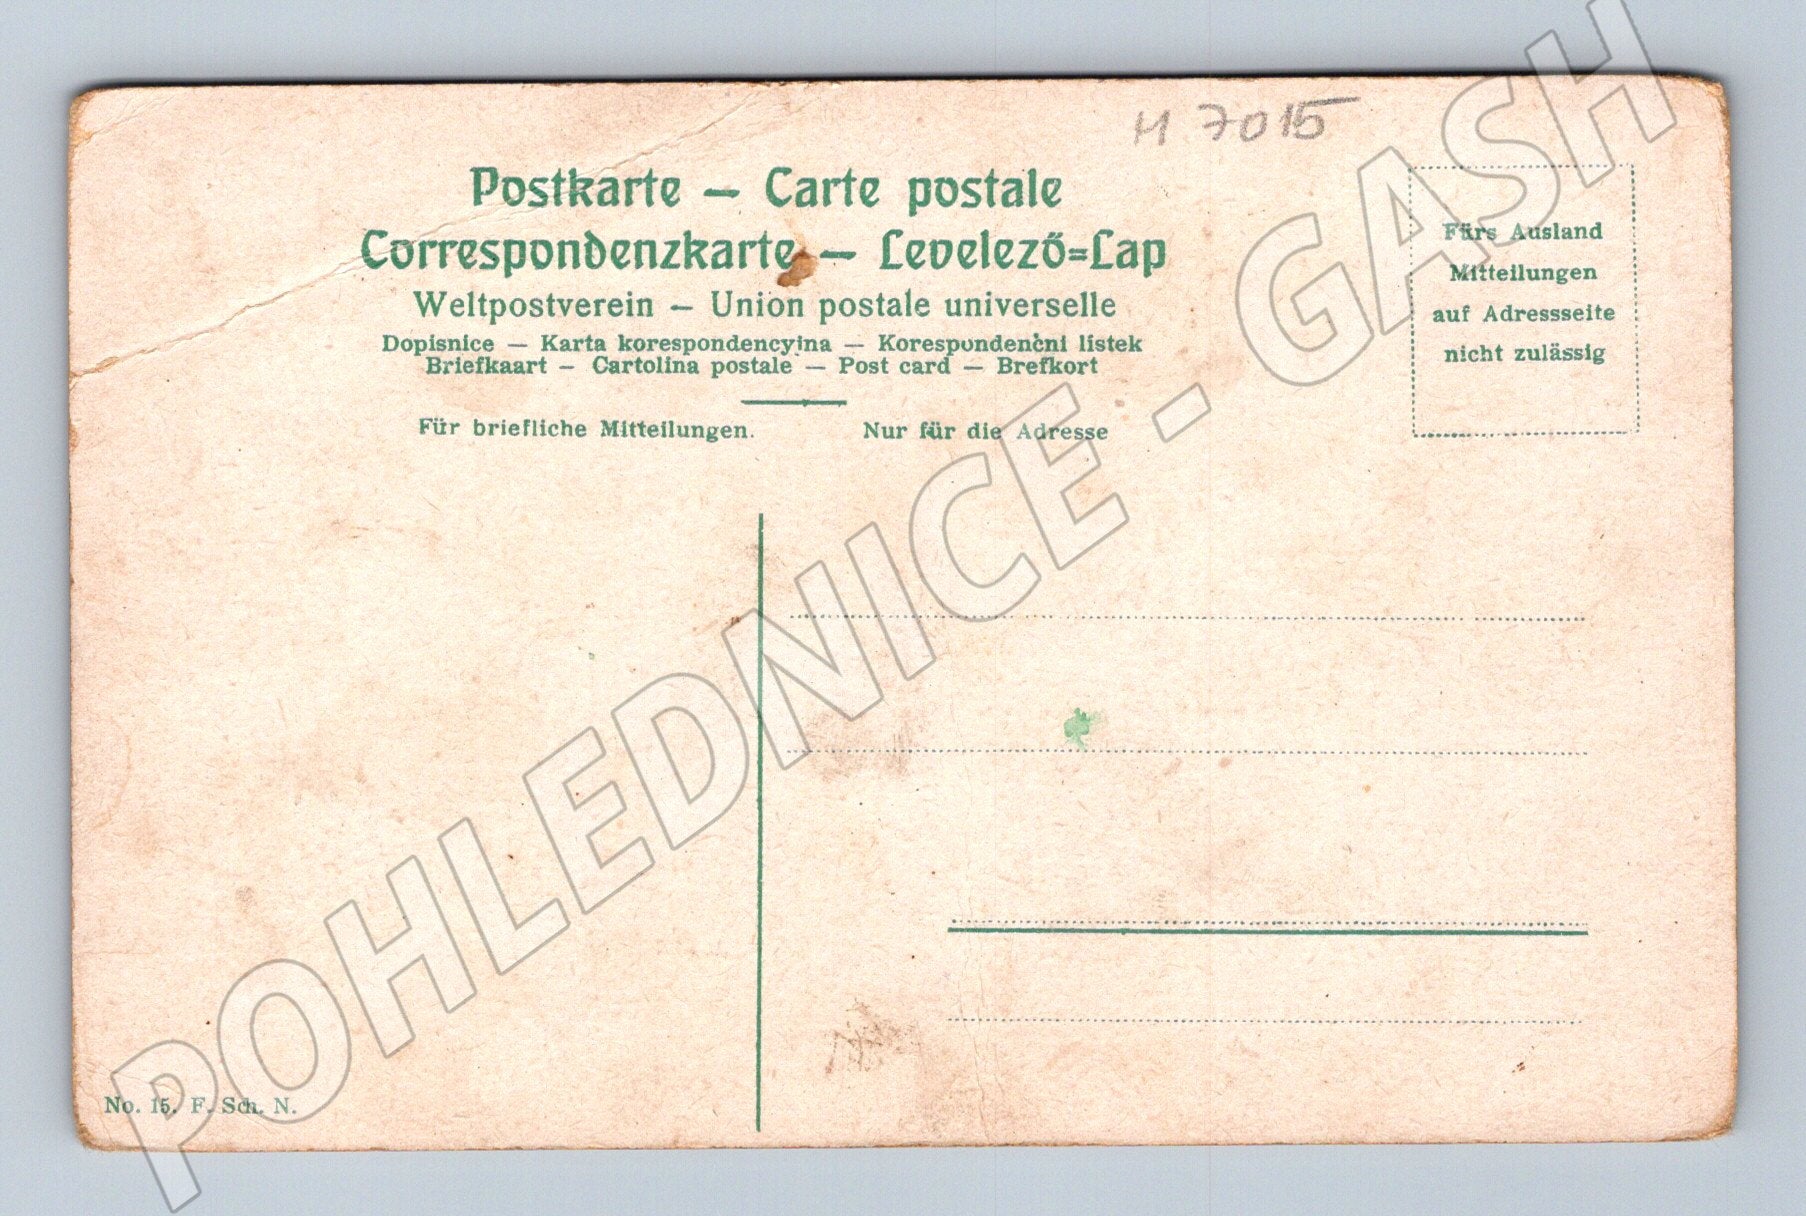 H 7015
Postkarte — Carte postale
Correspondenzkarte — Levelező=Lap
Weltpostverein — Union postale universelle
Dopisnice — Karta korespondencyjna — Korespondenčni listek
Briefkaart — Cartolina postale — Post card — Brefkort
Für briefliche Mitteilungen.
Nur für die Adresse
Fürs Ausland
Mitteilungen
auf Adressseite
nicht zulässig
No. 15. F. Sch. N.
POHLEDNICE - GASH